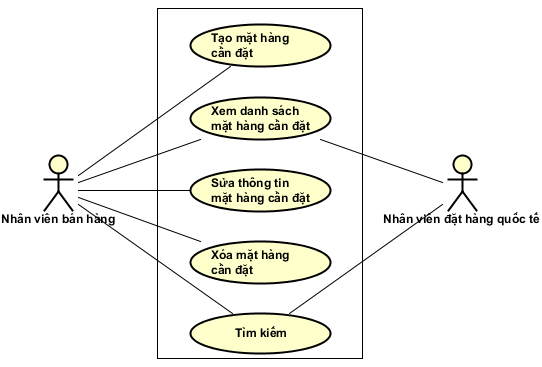 Tạo mặt hàng
cần đặt
Xem danh sách
mặt hàng cần đặt
Sửa thông tin
mặt hàng cần đặt
Nhân viên bán hàng
Nhân viên đặt hàng quốc tế
Xóa mặt hàng
cần đặt
Tìm kiếm